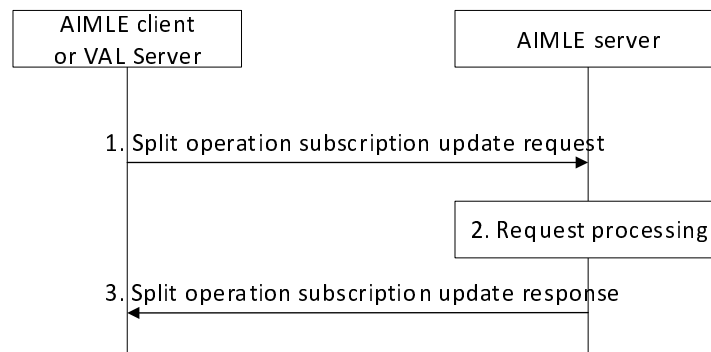 AIMLE client
or VAL Server
AIMLE server
1. Split operation subscription update request
2. Request processing
3. Split operation subscription update response